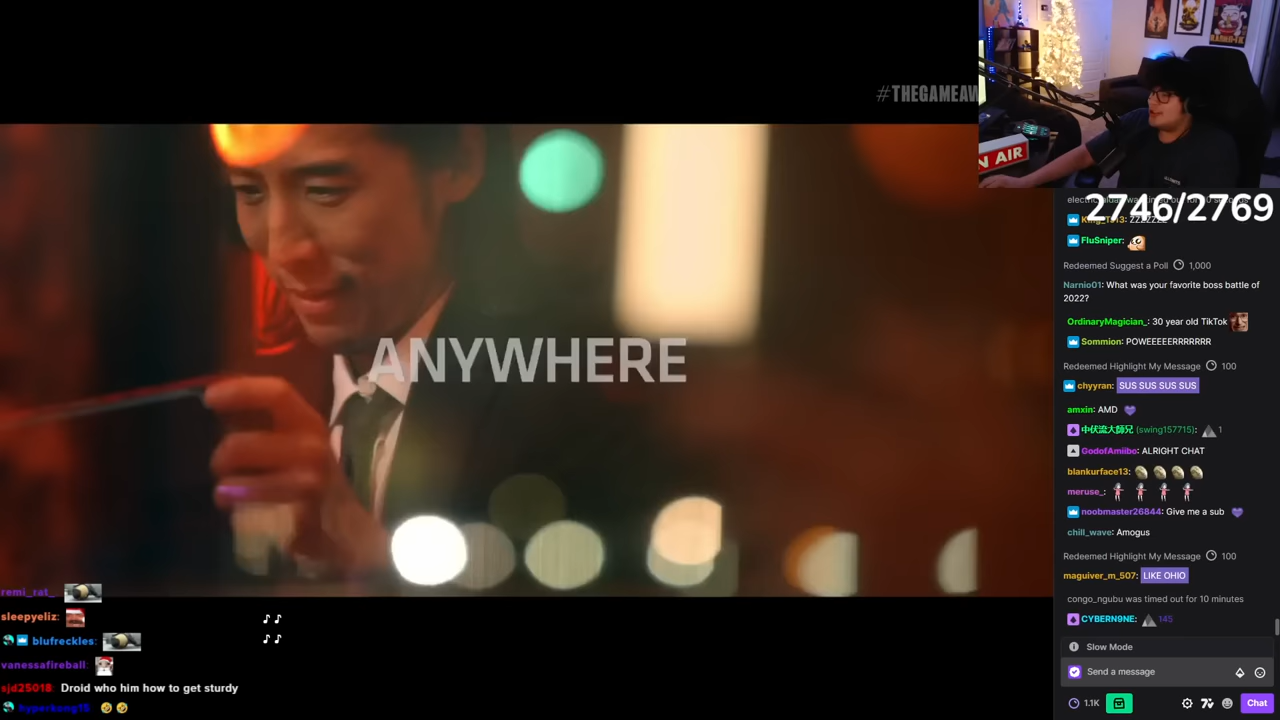 #THEGAMEAW
N AIR
2746/2769
FluSniper:
Redeemed Suggest a Poll 1,000
Narnio01: What was your favorite boss battle of
2022?
OrdinaryMagician_: 30 year old TikTok
Sommion: POWEEEEERRRRRRR
ANYWHERE
Redeemed Highlight My Message 100
chyyran: SUS SUS SUS SUS
amxin: AMD
中伏流大師兄 (swing157715): 1
GodofAmiibo: ALRIGHT CHAT
blankurface13:
meruse_:
noobmaster26844: Give me a sub
chill_wave: Amogus
Redeemed Highlight My Message 100
maguiver_m_507: LIKE OHIO
congo_ngubu was timed out for 10 minutes
CYBERN9NE: 145
remi_rat_
sleepyeliz:
blufreckles:
vanessafireball:
sjd25018 Droid who him how to get sturdy
hyperkong15
Slow Mode
Send a message
1.1K
Chat